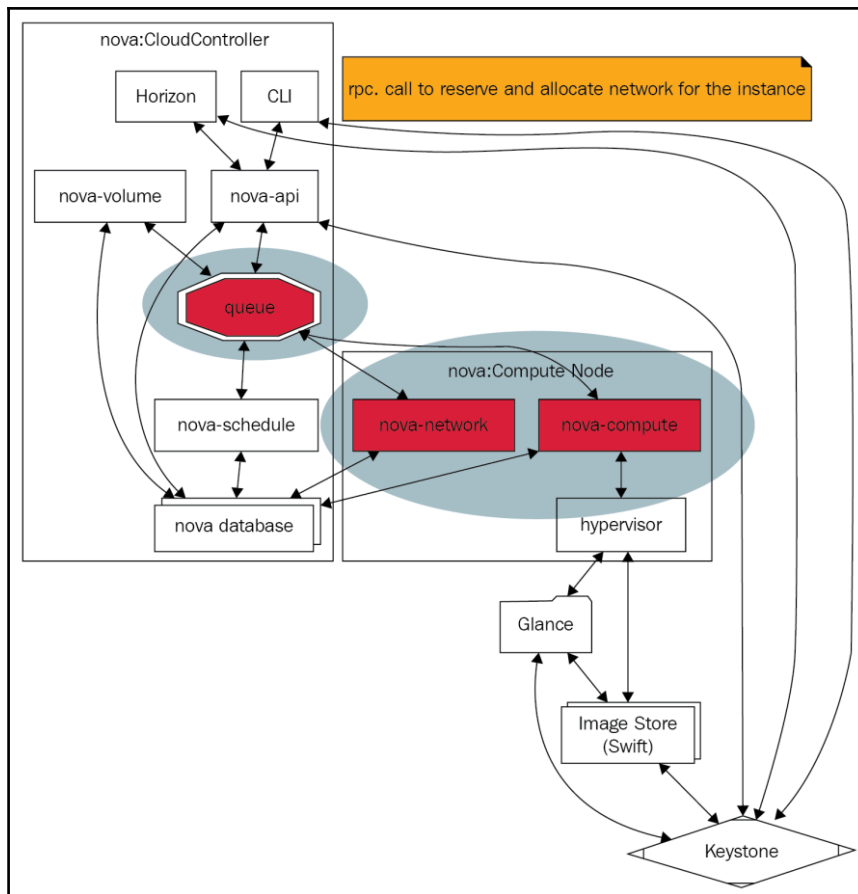 nova:CloudController
rpc. call to reserve and allocate network for the instance
Horizon
CLI
nova-volume
nova-api
queue
nova:Compute Node
nova-schedule
nova-network
nova-compute
nova database
hypervisor
Glance
Image Store
(Swift)
Keystone